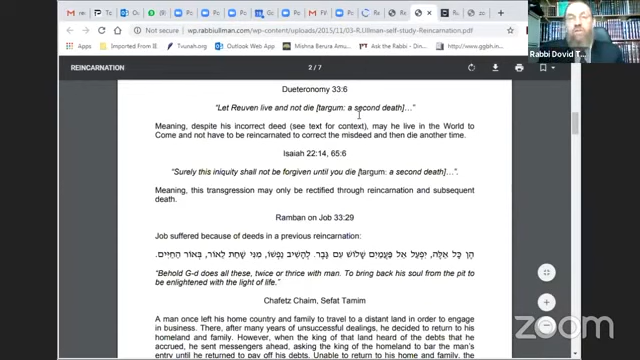 Not secure
wp.rabbiullman.com/wp-content/uploads/2015/11/03-R.Ullman-self-study-Reincarnation.pdf
Apps
Imported From IE
Tvunah.org
Outlook Web App
Mishna Berura Amud...
Ask the Rabbi - Din...
https://www.ggbh.in...
Rabbi Dovid T...
REINCARNATION
2 / 7
Dueteronomy 33:6
"Let Reuven live and not die [targum: a second death]…"
Meaning, despite his incorrect deed (see text for context), may he live in the World to
Come and not have to be reincarnated to correct the misdeed and then die another time.
Isaiah 22:14, 65:6
"Surely this iniquity shall not be forgiven until you die [targum: a second death]…".
Meaning, this transgression may only be rectified through reincarnation and subsequent
death.
Ramban on Job 33:29
Job suffered because of deeds in a previous reincarnation:
הֶן כָּל אֵלֶּה, יִפְעַל אֵל פַּעֲמַיִם שָׁלוֹשׁ עִם גָּבֶר. לְהָשִׁיב נַפְשׁוֹ, מִנִּי שָׁחַת לֵאוֹר, בְּאוֹר הַחַיִּים.
"Behold G-d does all these, twice or thrice with man. To bring back his soul from the pit to
be enlightened with the light of life."
Chafetz Chaim, Sefat Tamim
A man once left his home country and family to travel to a distant land in order to engage
in business. There, after many years of unsuccessful dealings, he decided to return to his
homeland and family. However, when the king of that land heard of the debts that he
accrued, he sent messengers ahead, asking the king of the homeland to bar the man's
entry until he returned to pay off his debts. Unable to return to his home and family, the
zoom